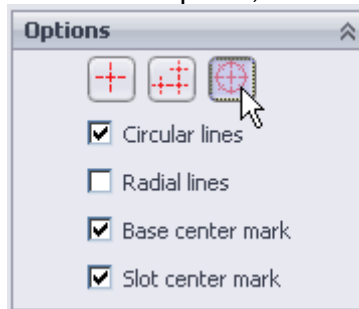 Options
Circular lines
Radial lines
Base center mark
Slot center mark